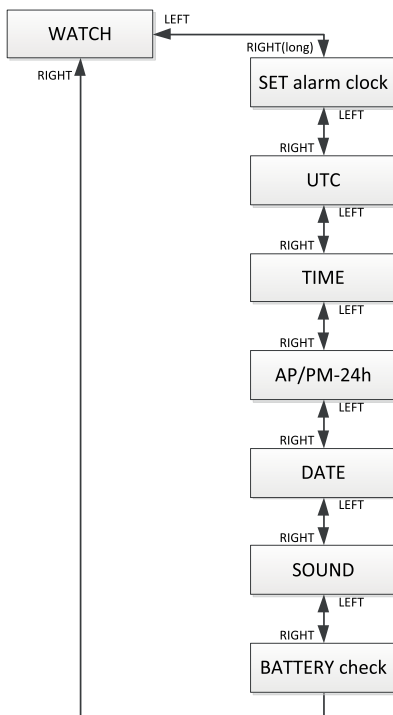 LEFT
WATCH
RIGHT(long)
RIGHT
SET alarm clock
LEFT
RIGHT
UTC
LEFT
RIGHT
TIME
LEFT
RIGHT
AP/PM-24h
LEFT
RIGHT
DATE
LEFT
RIGHT
SOUND
LEFT
RIGHT
BATTERY check